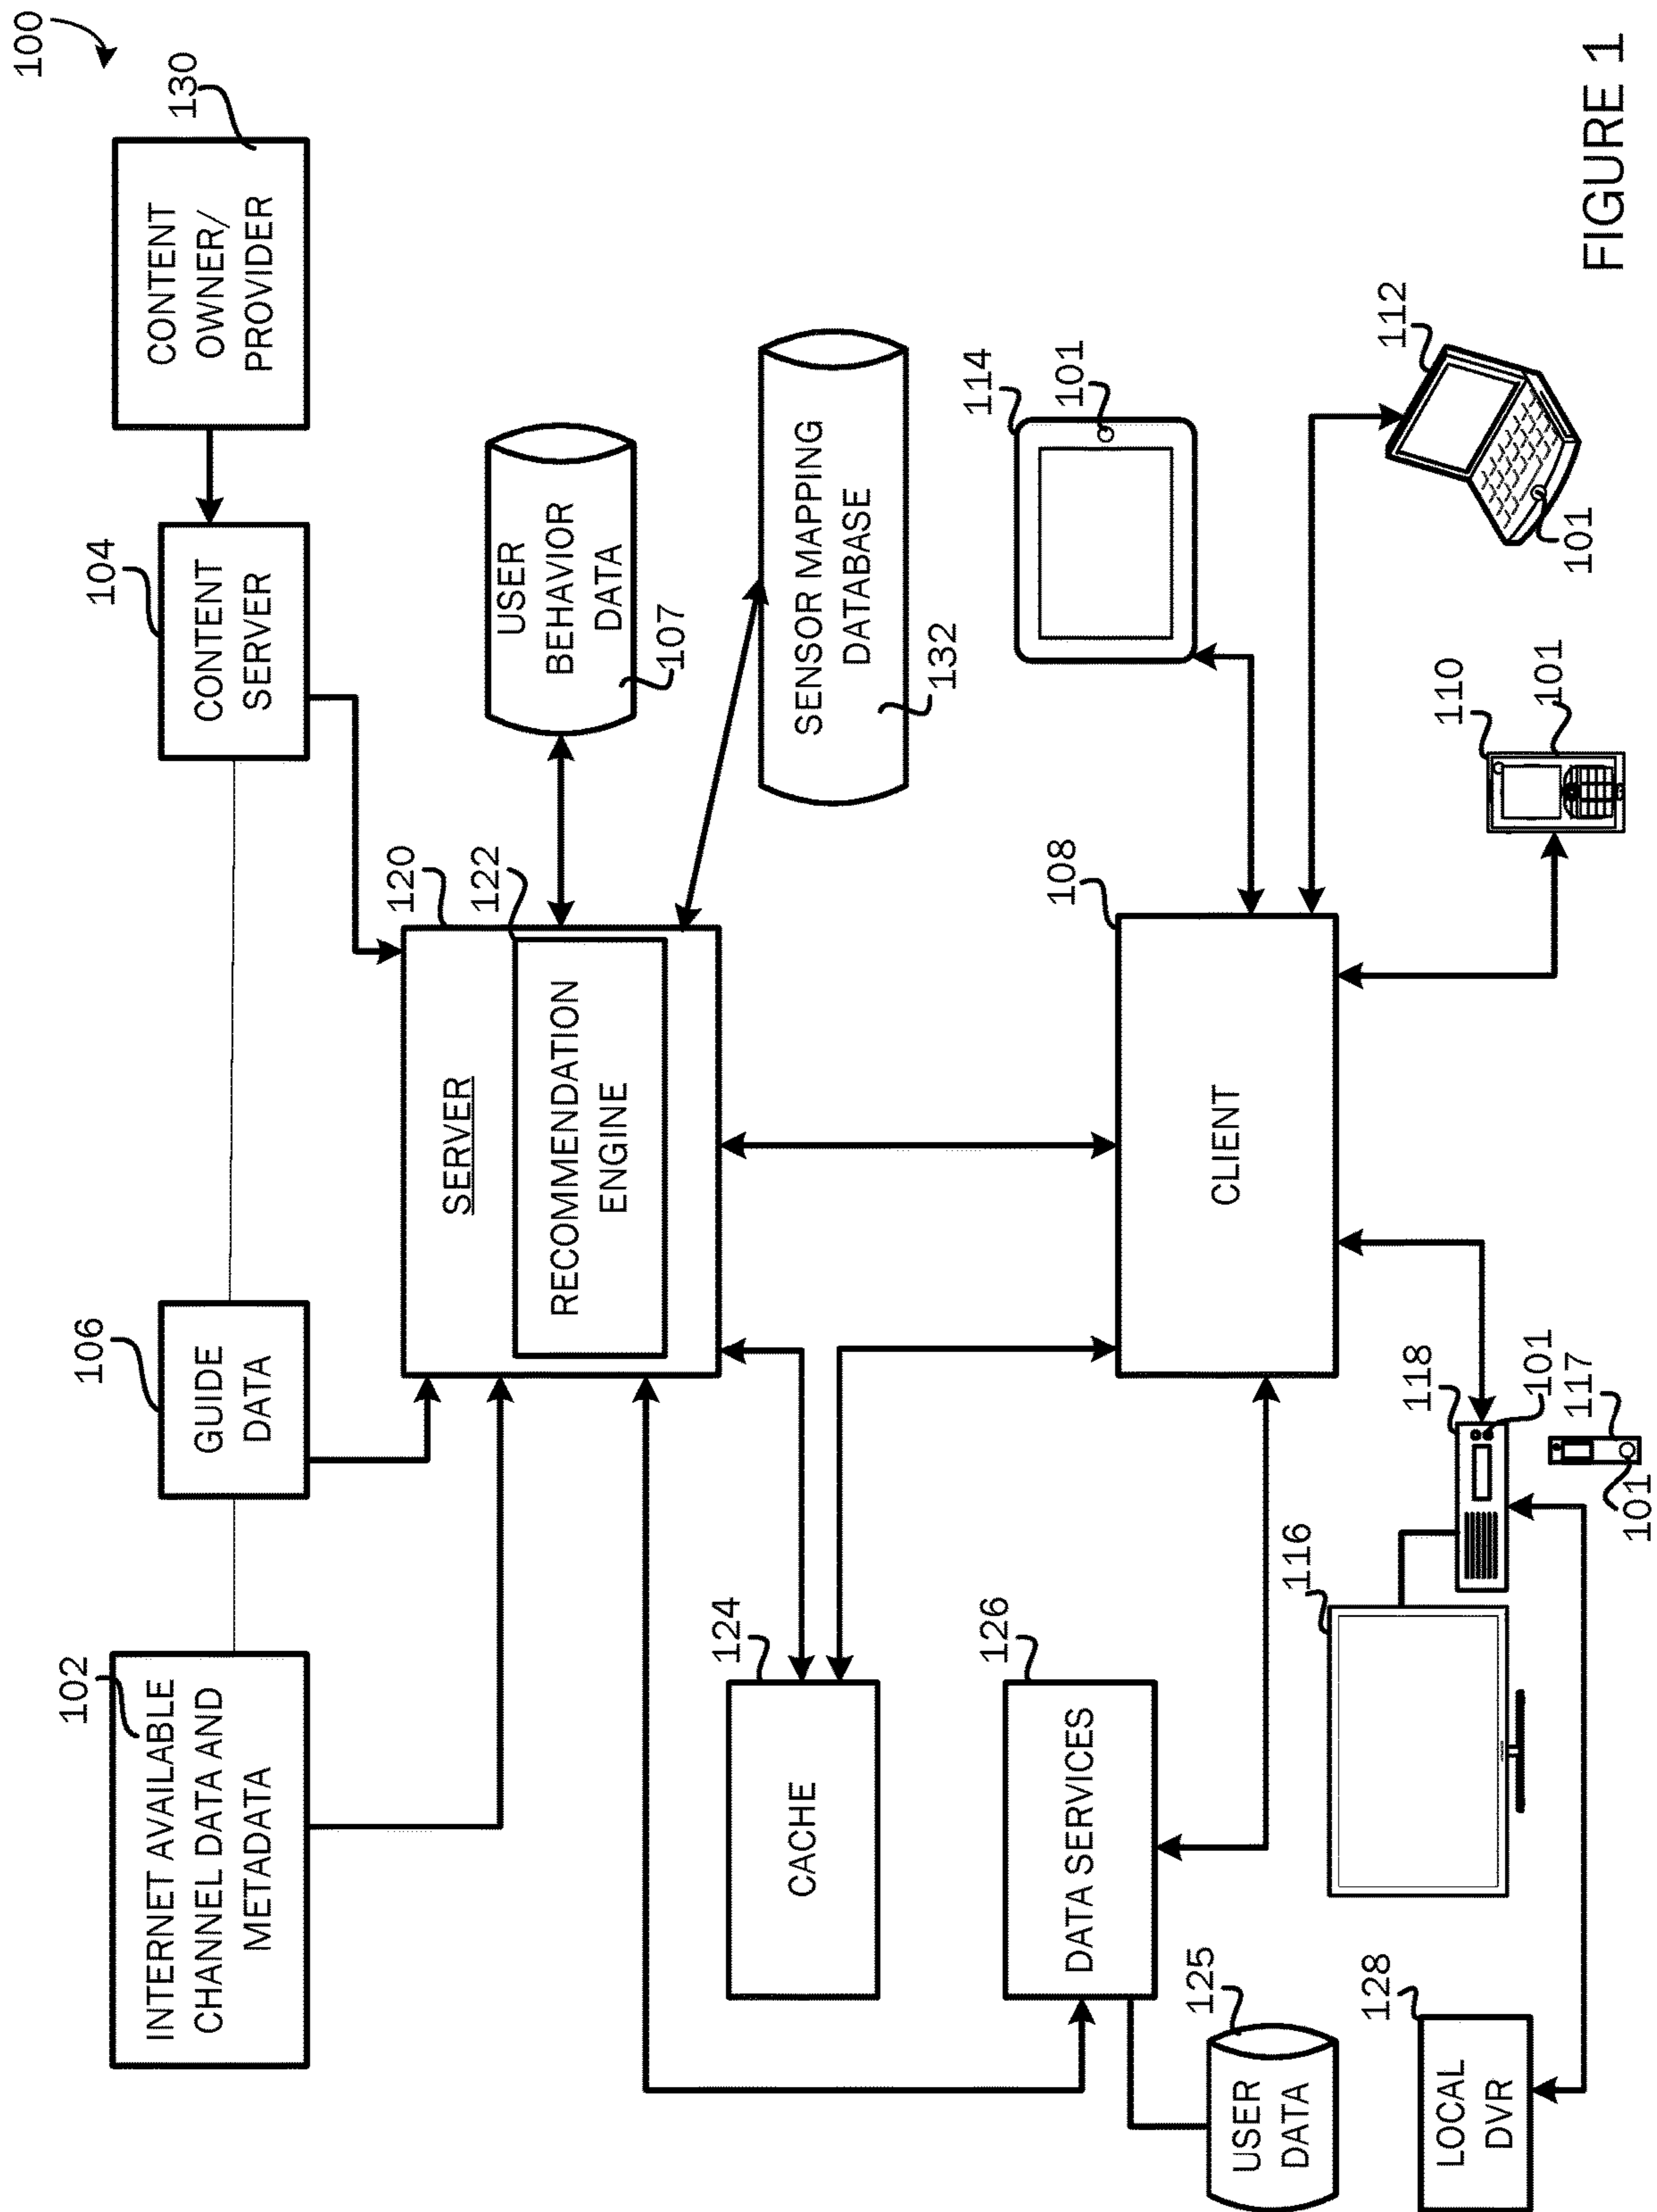 100
INTERNET AVAILABLE
CHANNEL DATA AND
METADATA
102
GUIDE
DATA
106
CONTENT
SERVER
104
CONTENT
OWNER/
PROVIDER
130
SERVER
120
RECOMMENDATION
ENGINE
122
USER
BEHAVIOR
DATA
107
SENSOR MAPPING
DATABASE
132
CACHE
124
DATA SERVICES
126
USER
DATA
125
CLIENT
108
114
101
112
101
110
101
116
118
101
117
101
LOCAL
DVR
128
FIGURE 1